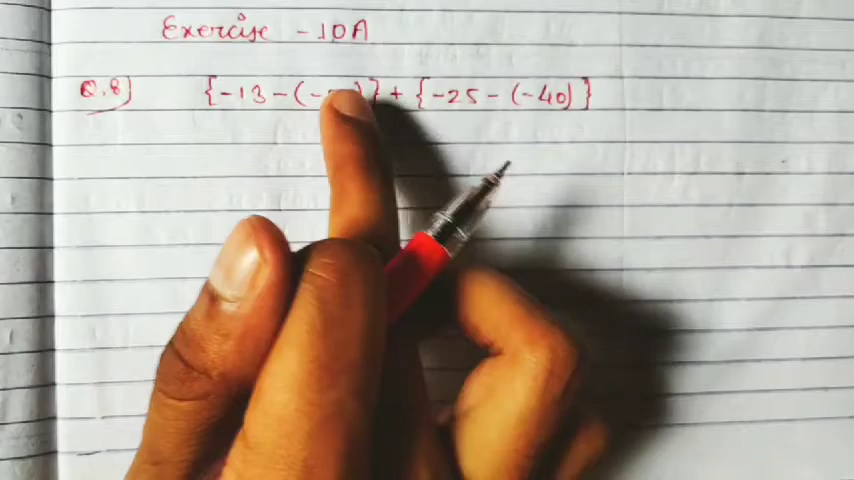 Exercise - 10A
Q.8) {-13-(- )} + {-25-(-40)}